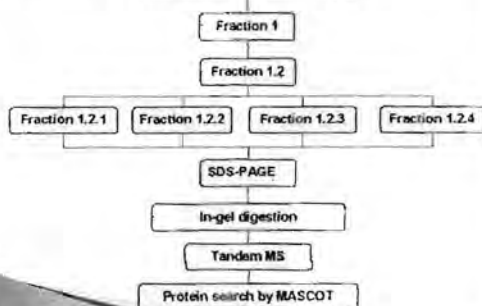 Fraction 1
Fraction 1.2
Fraction 1.2.1 Fraction 1.2.2 Fraction 1.2.3 Fraction 1.2.4
SDS-PAGE
In-gel digestion
Tandem MS
Protein search by MASCOT